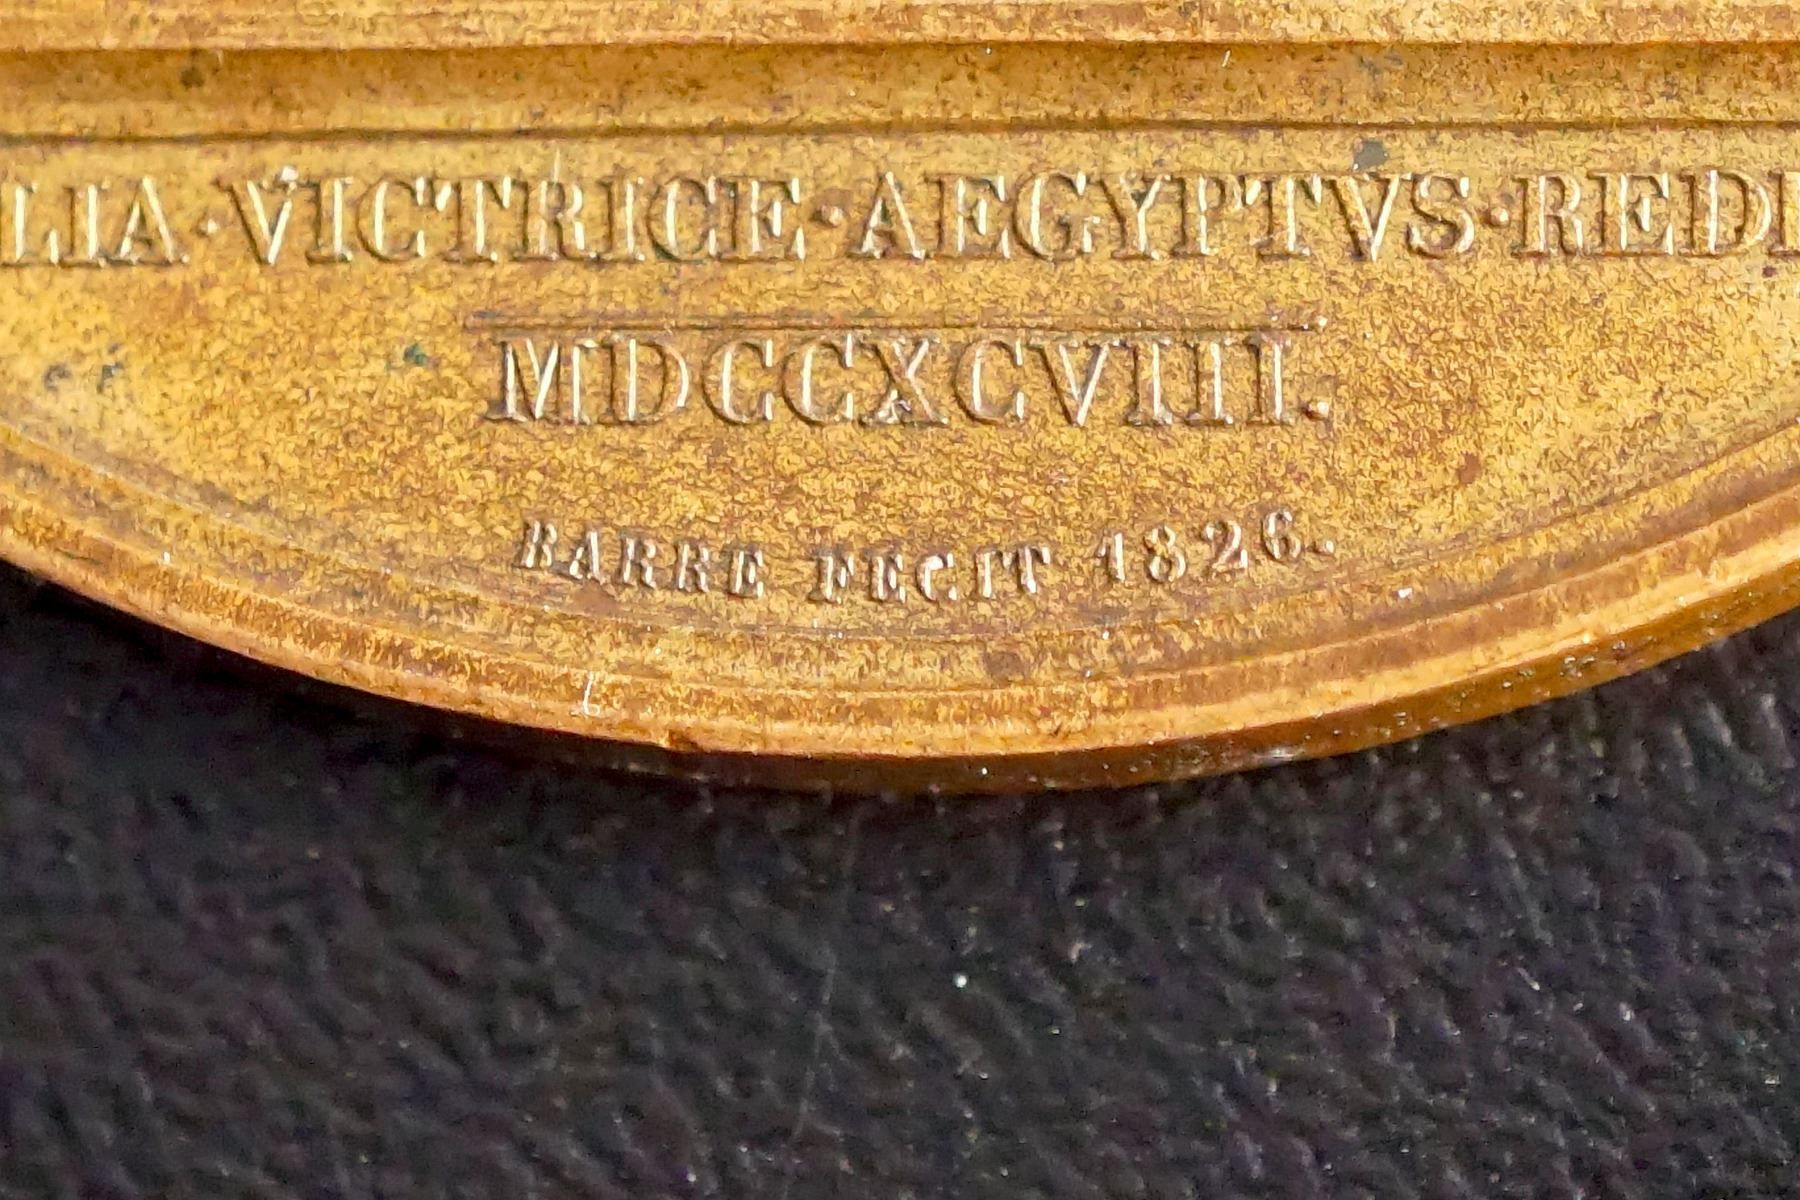 LIA·VICTRICE·AEGYPTVS·REDI
MDCCXCVIII.
BARRE FECIT 1826.